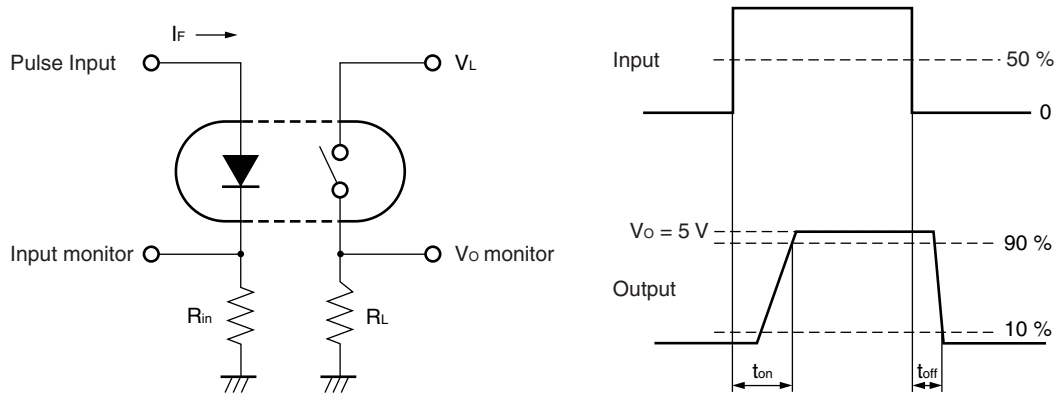 IF
Pulse Input
VL
Input monitor
VO monitor
Rin
RL
Input
50 %
0
VO = 5 V
90 %
Output
10 %
ton
toff